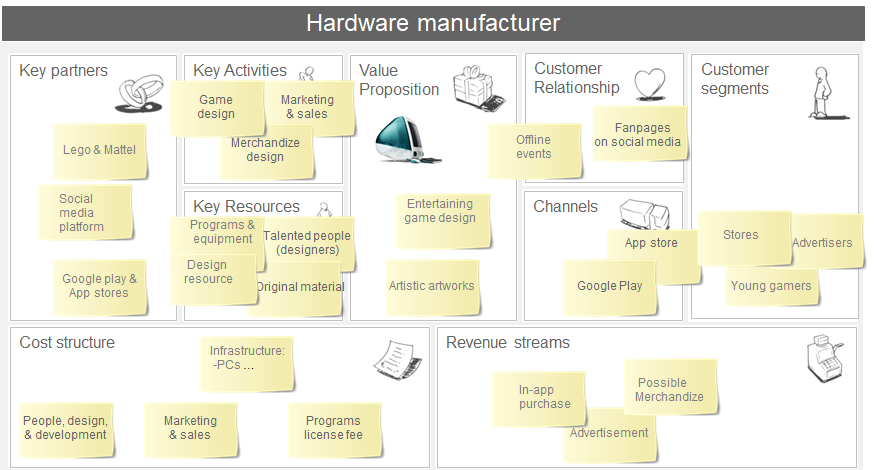 Hardware manufacturer
Key partners
Lego & Mattel
Social
media
platform
Google play &
App stores
Key Activities
Game
design
Marketing
& sales
Merchandize
design
Key Resources
Programs &
equipment
Talented people
(designers)
Design
resource
Original material
Value
Proposition
Entertaining
game design
Artistic artworks
Customer
Relationship
Offline
events
Fanpages
on social media
Channels
App store
Google Play
Customer
segments
Stores
Advertisers
Young gamers
Cost structure
Infrastructure:
-PCs ...
People, design,
& development
Marketing
& sales
Programs
license fee
Revenue streams
In-app
purchase
Possible
Merchandize
Advertisement